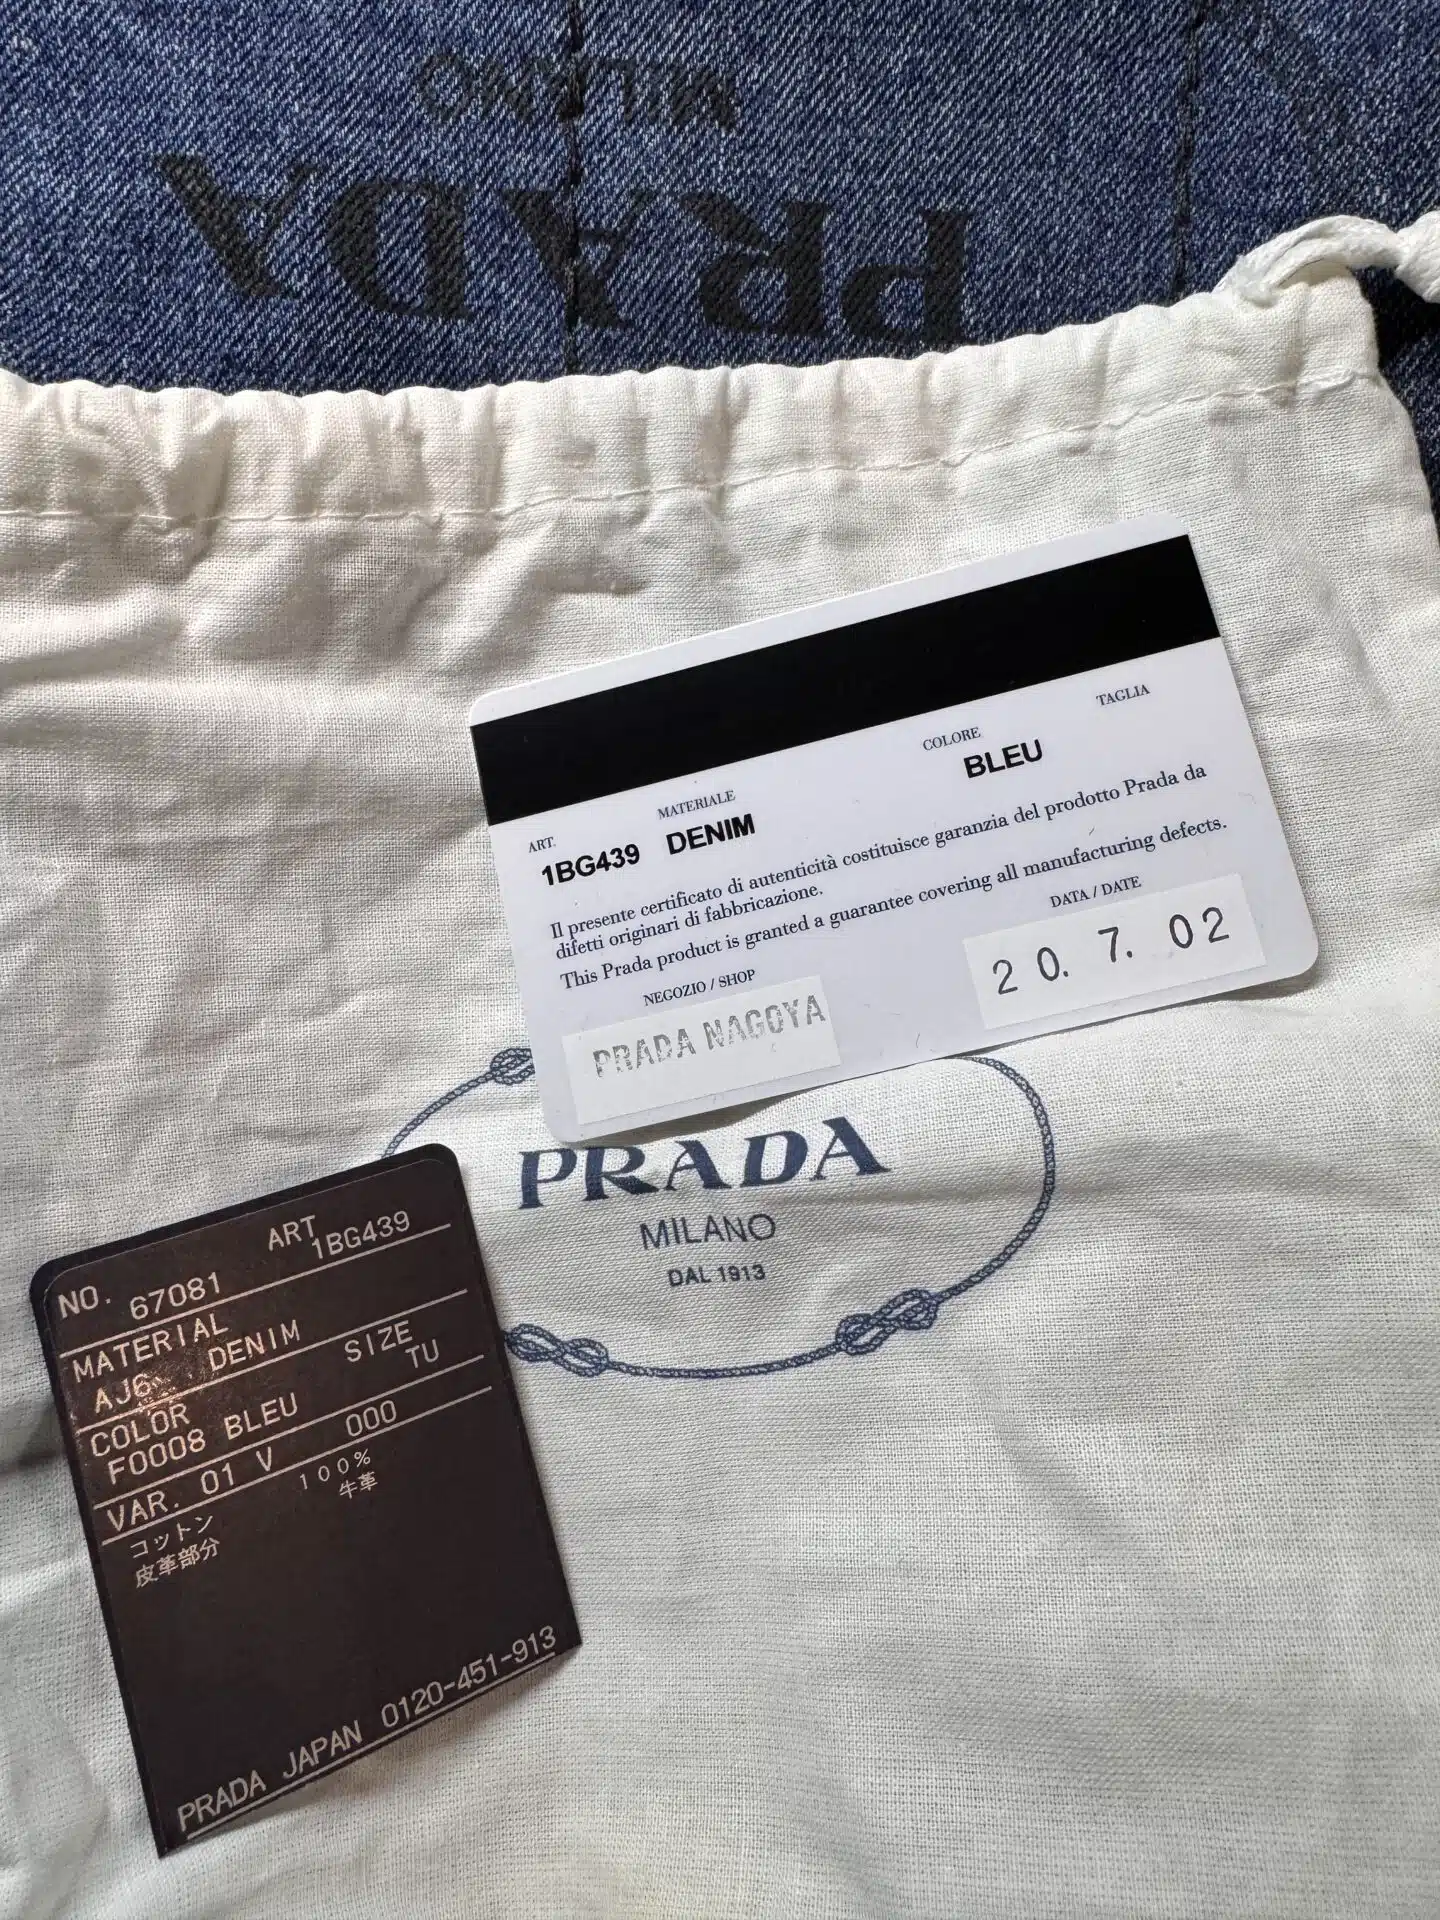 PRADA
MILANO
TAGLIA
COLORE
BLEU
MATERIALE
DENIM
ART.
1BG439
Il presente certificato di autenticità costituisce garanzia del prodotto Prada da
difetti originari di fabbricazione.
This Prada product is granted a guarantee covering all manufacturing defects.
DATA / DATE
20. 7. 02
NEGOZIO / SHOP
PRADA NAGOYA
PRADA
MILANO
DAL 1913
ART
NO. 67081 1BG439
MATERIAL
AJ6 DENIM SIZE
TU
COLOR
F0008 BLEU 000
VAR. 01 V
コットン 100%
皮革部分 牛革
PRADA JAPAN 0120-451-913